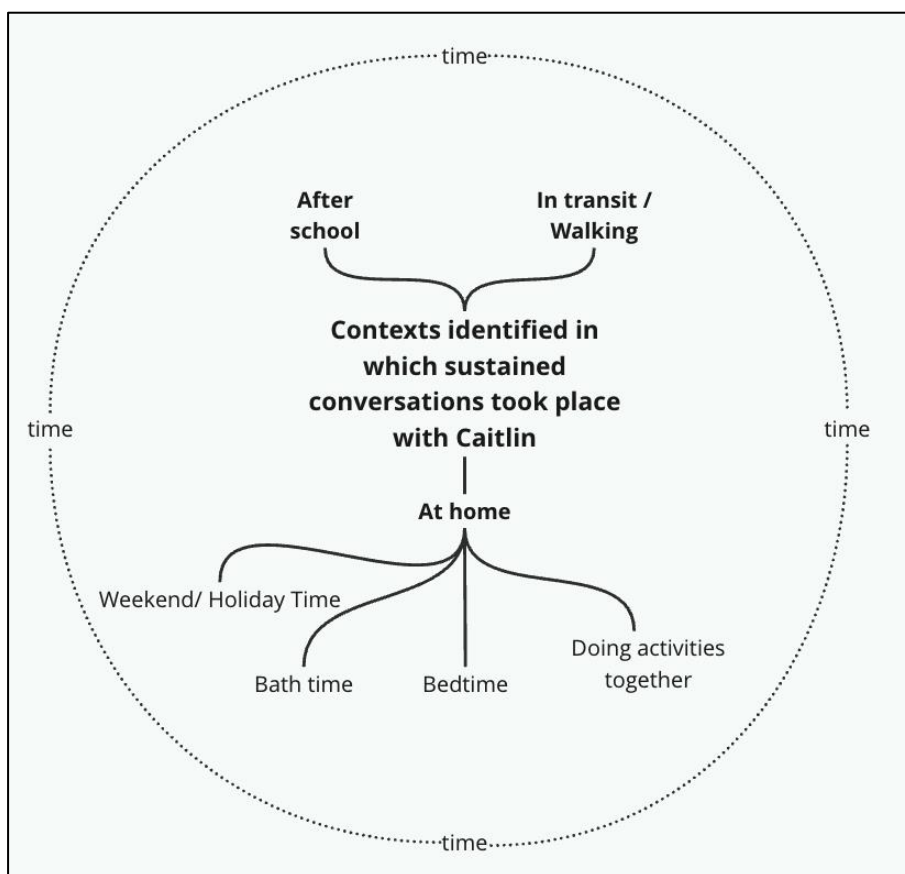 time
After
school
In transit /
Walking
Contexts identified in
which sustained
conversations took place
with Caitlin
time
time
At home
Weekend/ Holiday Time
Bath time
Bedtime
Doing activities
together
time